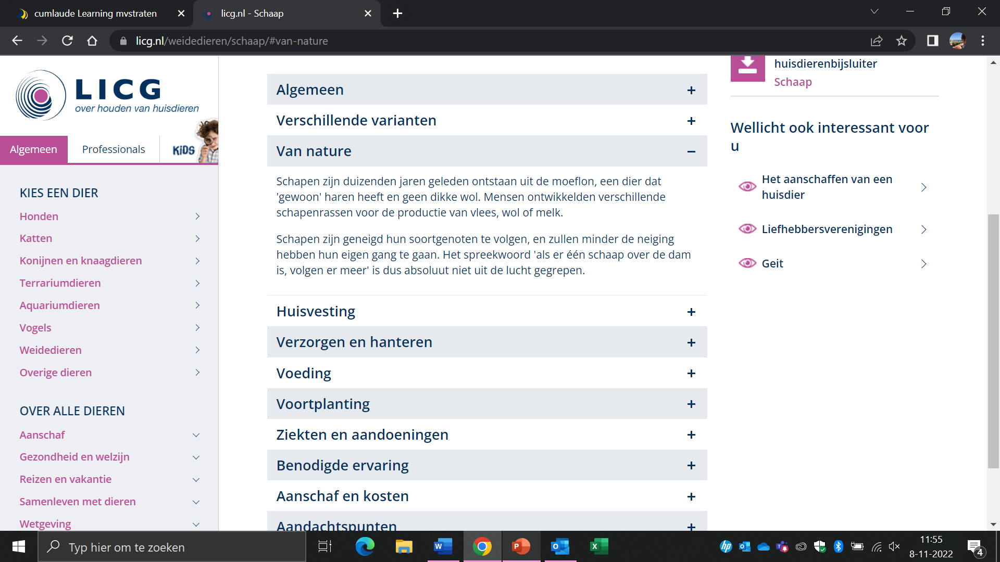 cumlaude Learning mvstraten
licg.nl - Schaap
licg.nl/weidedieren/schaap/#van-nature
LICG
over houden van huisdieren
Algemeen
Professionals
KiDS
KIES EEN DIER
Honden
Katten
Konijnen en knaagdieren
Terrariumdieren
Aquariumdieren
Vogels
Weidedieren
Overige dieren
OVER ALLE DIEREN
Aanschaf
Gezondheid en welzijn
Reizen en vakantie
Samenleven met dieren
Wetgeving
Algemeen
Verschillende varianten
Van nature
Schapen zijn duizenden jaren geleden ontstaan uit de moeflon, een dier dat
'gewoon' haren heeft en geen dikke wol. Mensen ontwikkelden verschillende
schapenrassen voor de productie van vlees, wol of melk.
Schapen zijn geneigd hun soortgenoten te volgen, en zullen minder de neiging
hebben hun eigen gang te gaan. Het spreekwoord 'als er één schaap over de dam
is, volgen er meer' is dus absoluut niet uit de lucht gegrepen.
Huisvesting
Verzorgen en hanteren
Voeding
Voortplanting
Ziekten en aandoeningen
Benodigde ervaring
Aanschaf en kosten
Aandachtspunten
huisdierenbijsluiter
Schaap
Wellicht ook interessant voor
u
Het aanschaffen van een
huisdier
Liefhebbersverenigingen
Geit
Typ hier om te zoeken
11:55
8-11-2022
4